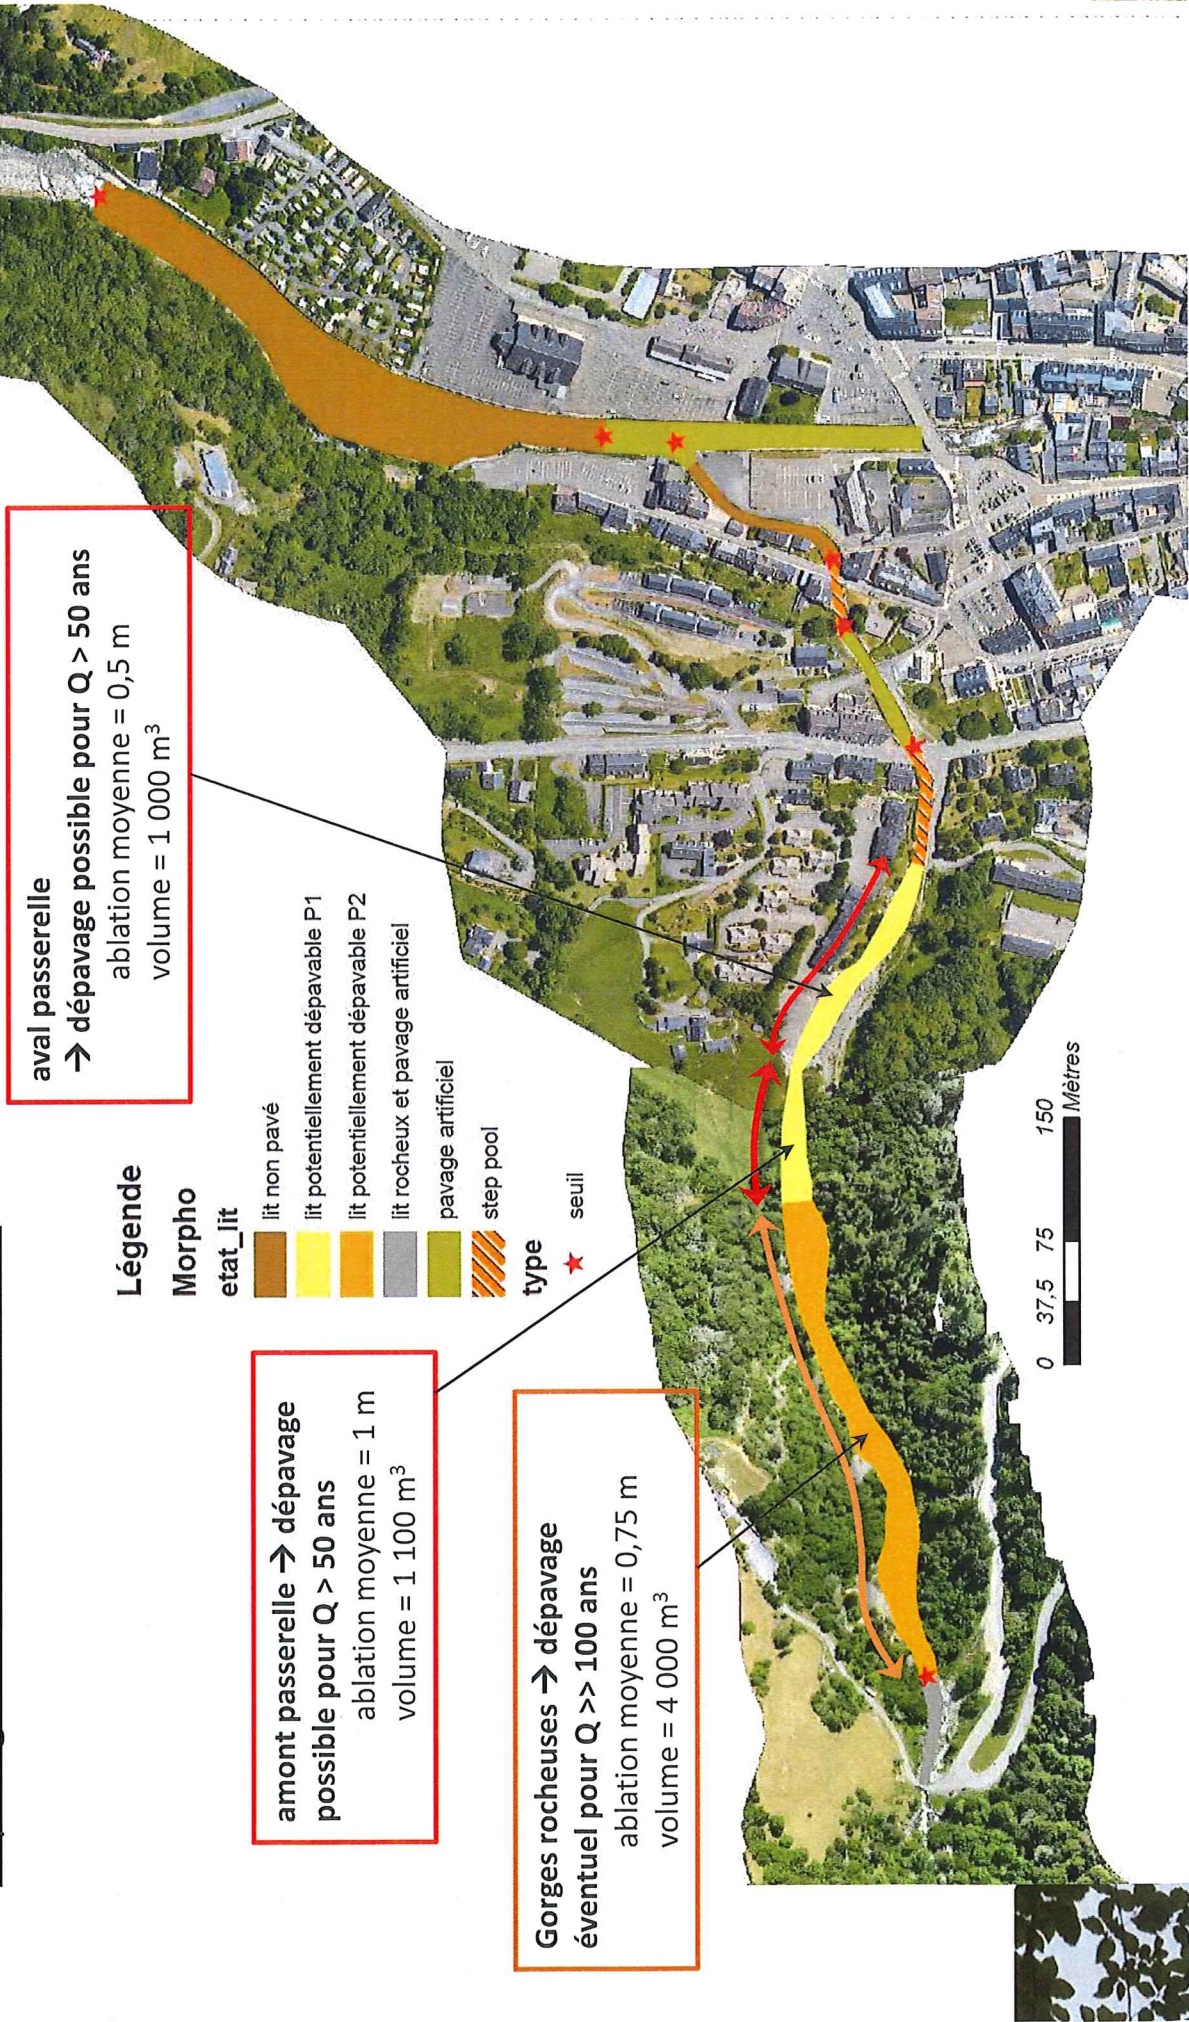 aval passerelle
→ dépavage possible pour Q > 50 ans
ablation moyenne = 0,5 m
volume = 1 000 m³
Légende
Morpho
etat_lit
lit non pavé
lit potentiellement dépavable P1
lit potentiellement dépavable P2
lit rocheux et pavage artificiel
pavage artificiel
step pool
type
seuil
amont passerelle → dépavage
possible pour Q > 50 ans
ablation moyenne = 1 m
volume = 1 100 m³
Gorges rocheuses → dépavage
éventuel pour Q >> 100 ans
ablation moyenne = 0,75 m
volume = 4 000 m³
0 37,5 75 150
Mètres